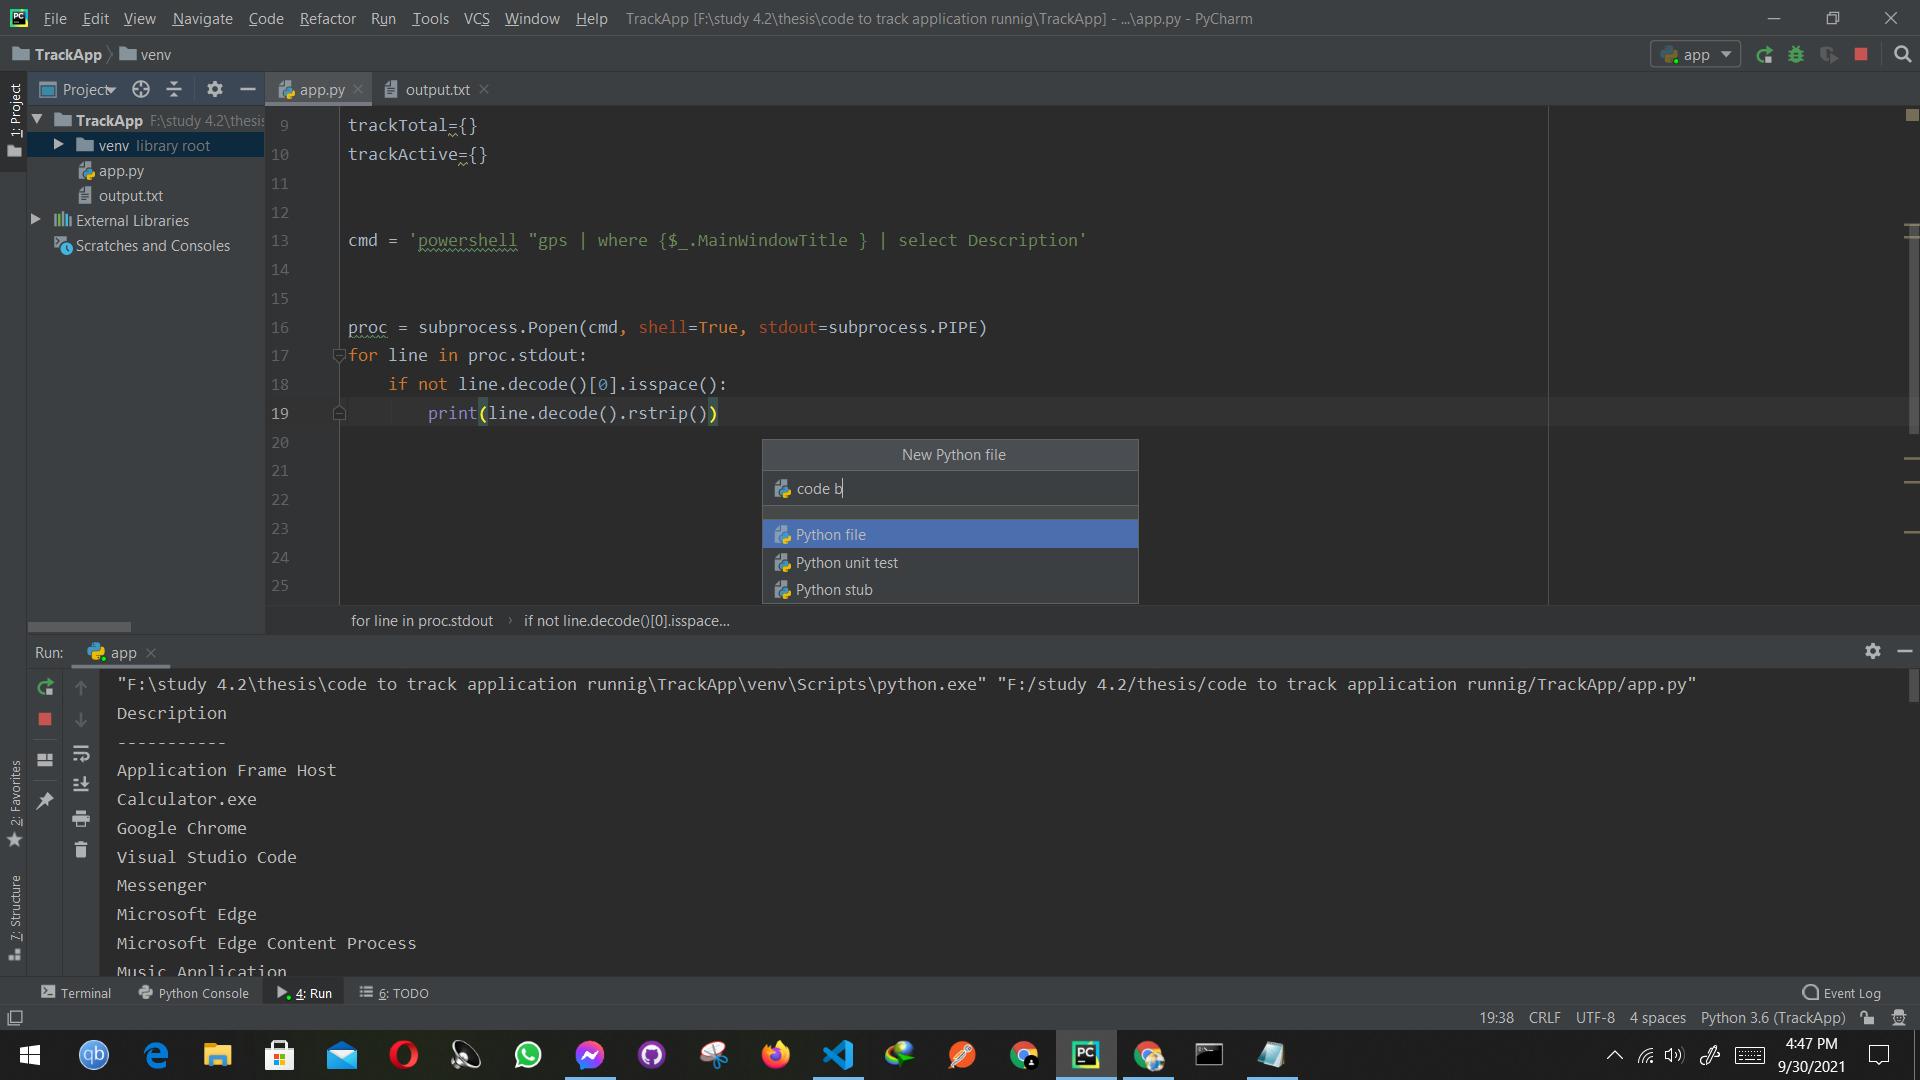 File Edit View Navigate Code Refactor Run Tools VCS Window Help TrackApp [F:\study 4.2\thesis\code to track application runnig\TrackApp] - ...\app.py - PyCharm
TrackApp venv
app
1: Project
Project
app.py
output.txt
TrackApp F:\study 4.2\thesis
venv library root
app.py
output.txt
External Libraries
Scratches and Consoles
9 trackTotal={}
10 trackActive={}
11
12
13 cmd = 'powershell "gps | where {$_.MainWindowTitle } | select Description'
14
15
16 proc = subprocess.Popen(cmd, shell=True, stdout=subprocess.PIPE)
17 for line in proc.stdout:
18 if not line.decode()[0].isspace():
19 print(line.decode().rstrip())
20
21
22
23
24
25
New Python file
code b
Python file
Python unit test
Python stub
for line in proc.stdout › if not line.decode()[0].isspace...
Run: app
"F:\study 4.2\thesis\code to track application runnig\TrackApp\venv\Scripts\python.exe" "F:/study 4.2/thesis/code to track application runnig/TrackApp/app.py"
Description
-----------
Application Frame Host
Calculator.exe
Google Chrome
Visual Studio Code
Messenger
Microsoft Edge
Microsoft Edge Content Process
Music Application
2: Favorites
7: Structure
Terminal Python Console 4: Run 6: TODO Event Log
19:38 CRLF UTF-8 4 spaces Python 3.6 (TrackApp)
qb
PC
4:47 PM
9/30/2021